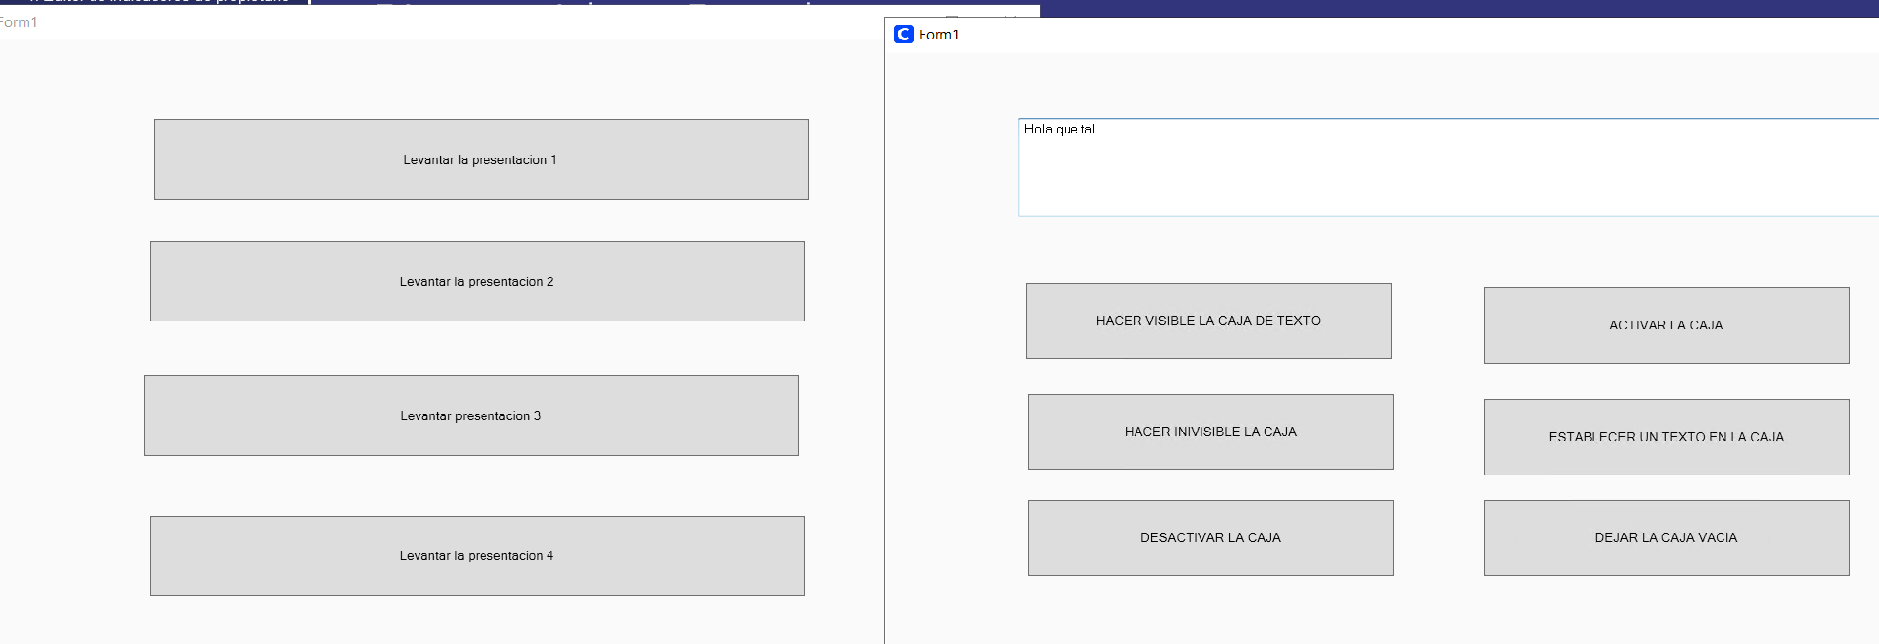 Form1
Levantar la presentacion 1
Levantar la presentacion 2
Levantar presentacion 3
Levantar la presentacion 4
Form1
Hola que tal
HACER VISIBLE LA CAJA DE TEXTO
ACTIVAR LA CAJA
HACER INIVISIBLE LA CAJA
ESTABLECER UN TEXTO EN LA CAJA
DESACTIVAR LA CAJA
DEJAR LA CAJA VACIA